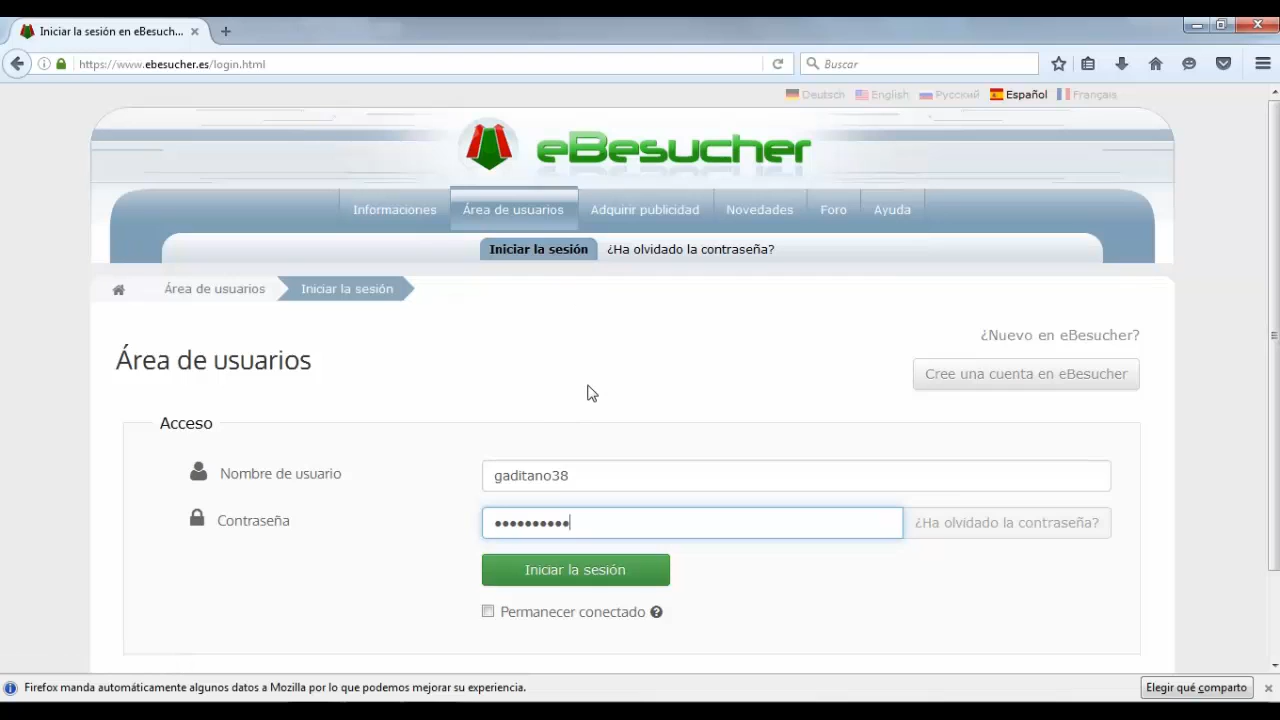 Iniciar la sesión en eBesuch...
https://www.ebesucher.es/login.html
Buscar
Deutsch English Русский Español Français
eBesucher
Informaciones Área de usuarios Adquirir publicidad Novedades Foro Ayuda
Iniciar la sesión ¿Ha olvidado la contraseña?
Área de usuarios Iniciar la sesión
¿Nuevo en eBesucher?
Área de usuarios
Cree una cuenta en eBesucher
Acceso
Nombre de usuario gaditano38
Contraseña •••••••••• ¿Ha olvidado la contraseña?
Iniciar la sesión
Permanecer conectado
Firefox manda automáticamente algunos datos a Mozilla por lo que podemos mejorar su experiencia. Elegir qué comparto